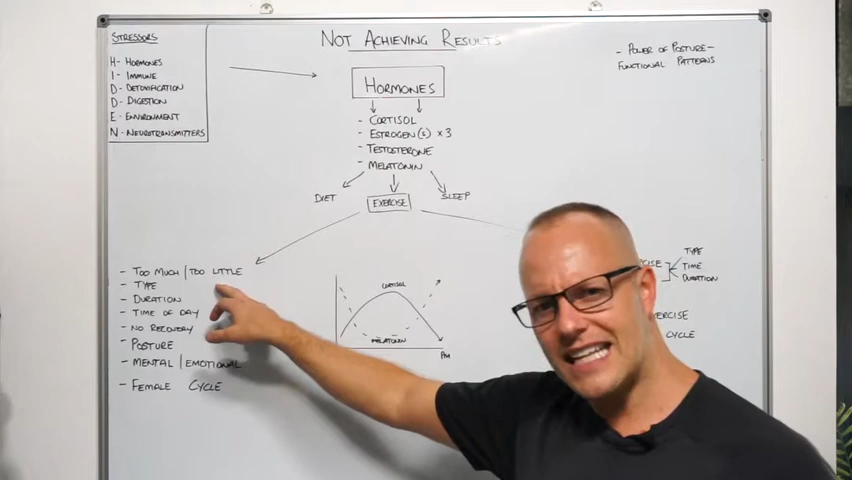 STRESSORS
H - HORMONES
I - IMMUNE
D - DETOXIFICATION
D - DIGESTION
E - ENVIRONMENT
N - NEUROTRANSMITTERS
NOT ACHIEVING RESULTS
HORMONES
- CORTISOL
- ESTROGEN(S) x 3
- TESTOSTERONE
- MELATONIN
DIET
EXERCISE
SLEEP
- POWER OF POSTURE -
FUNCTIONAL PATTERNS
- TOO MUCH / TOO LITTLE
- TYPE
- DURATION
- TIME OF DAY
- NO RECOVERY
- POSTURE
- MENTAL / EMOTIONAL
- FEMALE CYCLE
CORTISOL
MELATONIN
PM
TYPE
TIME
DURATION
CYCLE